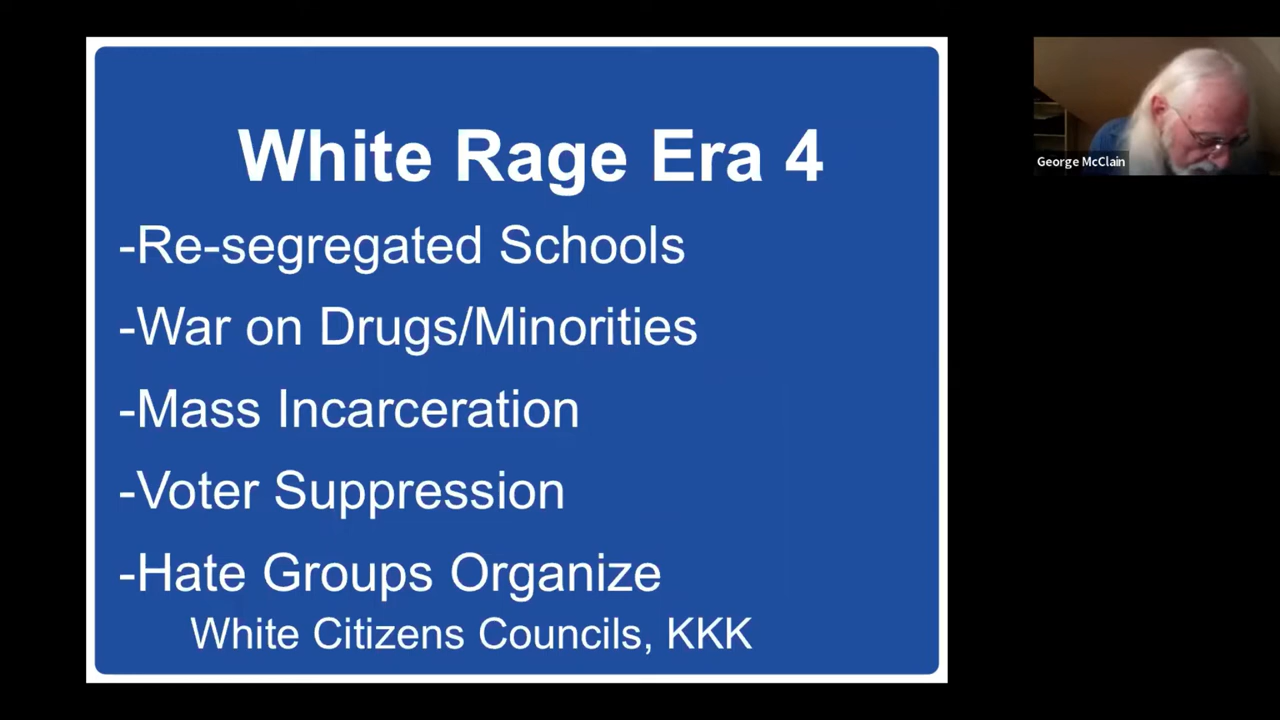 White Rage Era 4
-Re-segregated Schools
-War on Drugs/Minorities
-Mass Incarceration
-Voter Suppression
-Hate Groups Organize
White Citizens Councils, KKK
George McClain